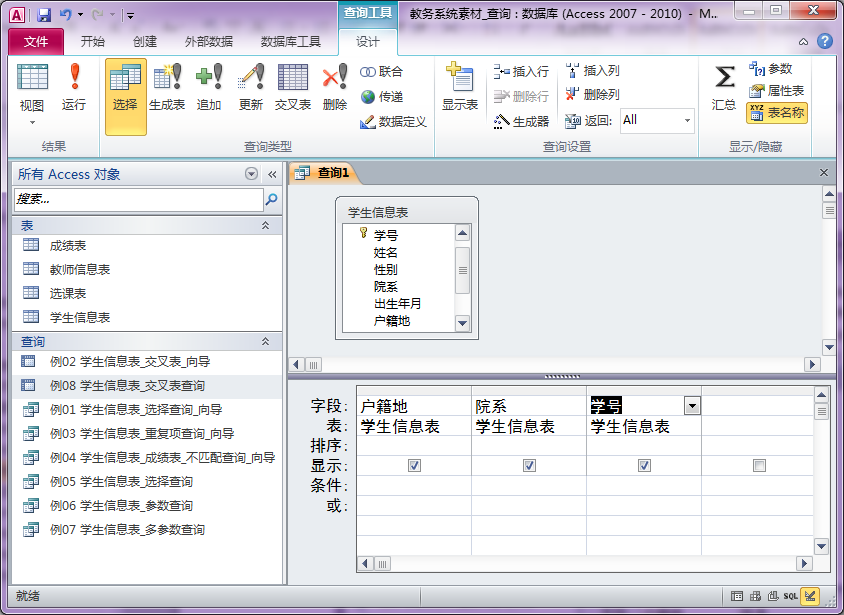 查询工具
教务系统素材_查询 : 数据库 (Access 2007 - 2010) - M...
文件 开始 创建 外部数据 数据库工具 设计
视图 运行 选择 生成表 追加 更新 交叉表 删除 联合 传递 数据定义 显示表 插入行 删除行 生成器 插入列 删除列 返回: All 汇总 参数 属性表 XYZ 表名称
结果 查询类型 查询设置 显示/隐藏
所有 Access 对象
搜索...
表
成绩表
教师信息表
选课表
学生信息表
查询
例02 学生信息表_交叉表_向导
例08 学生信息表_交叉表查询
例01 学生信息表_选择查询_向导
例03 学生信息表_重复项查询_向导
例04 学生信息表_成绩表_不匹配查询_向导
例05 学生信息表_选择查询
例06 学生信息表_参数查询
例07 学生信息表_多参数查询
查询1
学生信息表
学号
姓名
性别
院系
出生年月
户籍地
字段: 户籍地 院系 学号
表: 学生信息表 学生信息表 学生信息表
排序:
显示:
条件:
或:
就绪 SQL